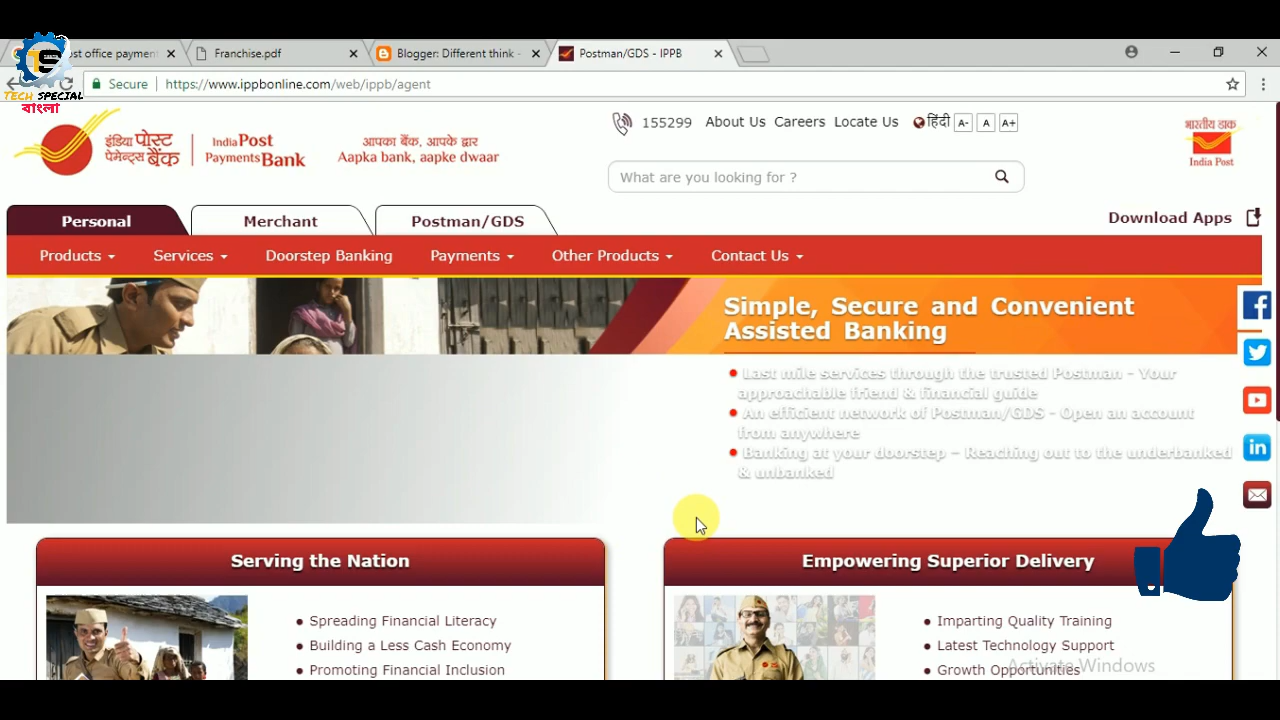 ost office payment
Franchise.pdf
Blogger: Different think -
Postman/GDS - IPPB
TECH SPECIAL
বাংলা
Secure
https://www.ippbonline.com/web/ippb/agent
इंडिया पोस्ट
पेमेन्ट्स बैंक
India Post
Payments Bank
आपका बैंक, आपके द्वार
Aapka bank, aapke dwaar
155299
About Us
Careers
Locate Us
हिंदी
A-
A
A+
भारतीय डाक
India Post
What are you looking for ?
Personal
Merchant
Postman/GDS
Download Apps
Products
Services
Doorstep Banking
Payments
Other Products
Contact Us
Simple, Secure and Convenient
Assisted Banking
Last mile services through the trusted Postman - Your
approachable friend & financial guide
An efficient network of Postman/GDS - Open an account
from anywhere
Banking at your doorstep – Reaching out to the underbanked
& unbanked
Serving the Nation
Spreading Financial Literacy
Building a Less Cash Economy
Promoting Financial Inclusion
Empowering Superior Delivery
Imparting Quality Training
Latest Technology Support
Growth Opportunities
Activate Windows